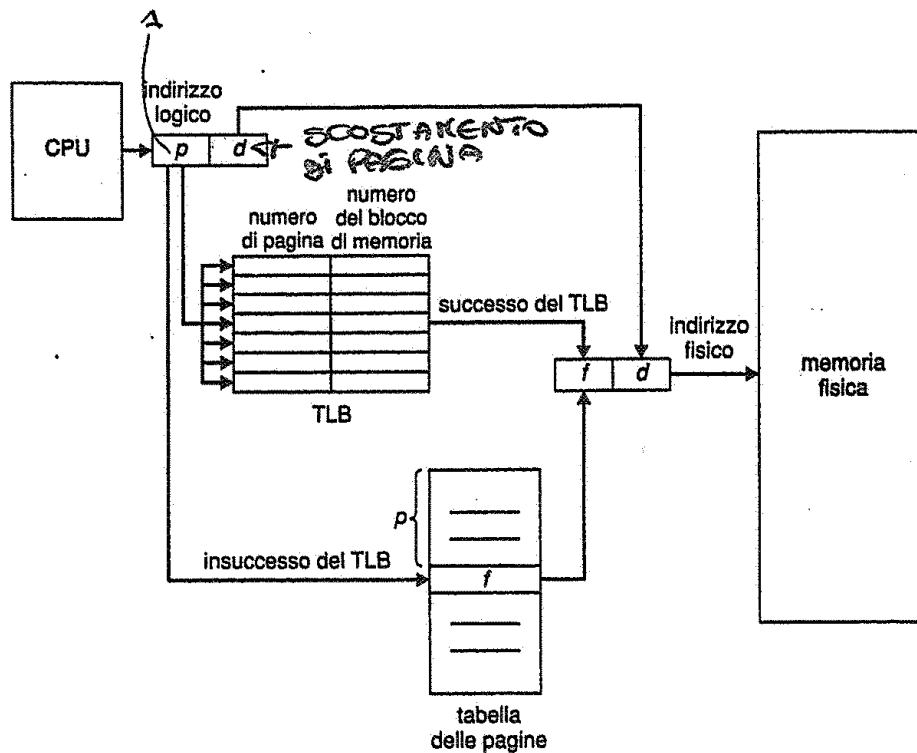 1
indirizzo
logico
CPU
p
d
SCOSTAMENTO
DI PAGINA
numero
di pagina
numero
del blocco
di memoria
TLB
successo del TLB
f
d
indirizzo
fisico
memoria
fisica
p
insuccesso del TLB
f
tabella
delle pagine